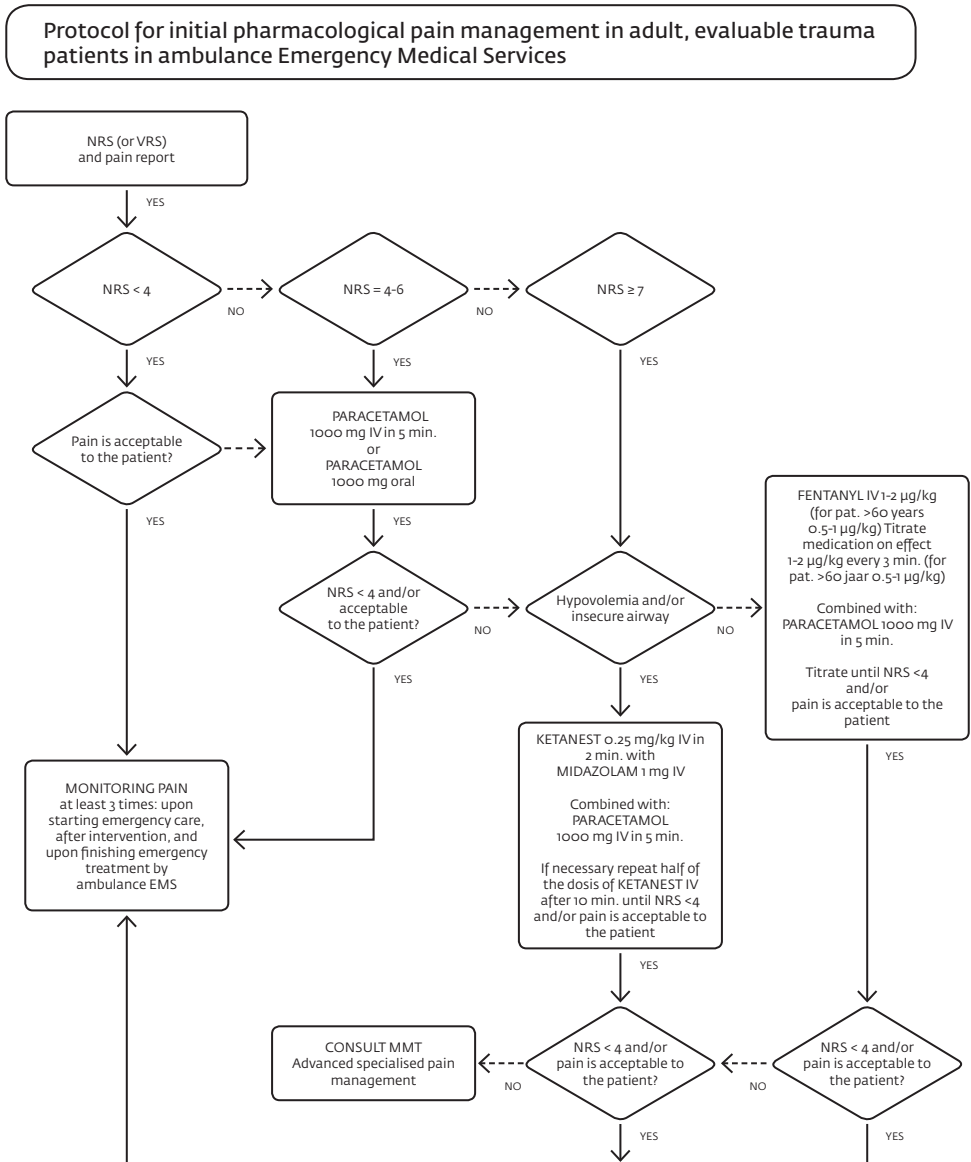 Protocol for initial pharmacological pain management in adult, evaluable trauma
patients in ambulance Emergency Medical Services
NRS (or VRS)
and pain report
YES
NRS < 4
NO
NRS = 4-6
NO
NRS ≥ 7
YES
YES
YES
Pain is acceptable
to the patient?
PARACETAMOL
1000 mg IV in 5 min.
or
PARACETAMOL
1000 mg oral
YES
YES
FENTANYL IV 1-2 µg/kg
(for pat. >60 years
0.5-1 µg/kg) Titrate
medication on effect
1-2 µg/kg every 3 min. (for
pat. >60 jaar 0.5-1 µg/kg)
Combined with:
PARACETAMOL 1000 mg IV
in 5 min.
Titrate until NRS <4
and/or
pain is acceptable to the
patient
NRS < 4 and/or
acceptable
to the patient?
NO
Hypovolemia and/or
insecure airway
NO
YES
YES
YES
KETANEST 0.25 mg/kg IV in
2 min. with
MIDAZOLAM 1 mg IV
Combined with:
PARACETAMOL
1000 mg IV in 5 min.
If necessary repeat half of
the dosis of KETANEST IV
after 10 min. until NRS <4
and/or pain is acceptable to
the patient
MONITORING PAIN
at least 3 times: upon
starting emergency care,
after intervention, and
upon finishing emergency
treatment by
ambulance EMS
YES
CONSULT MMT
Advanced specialised pain
management
NO
NRS < 4 and/or
pain is acceptable to
the patient?
NO
NRS < 4 and/or
pain is acceptable to
the patient?
YES
YES